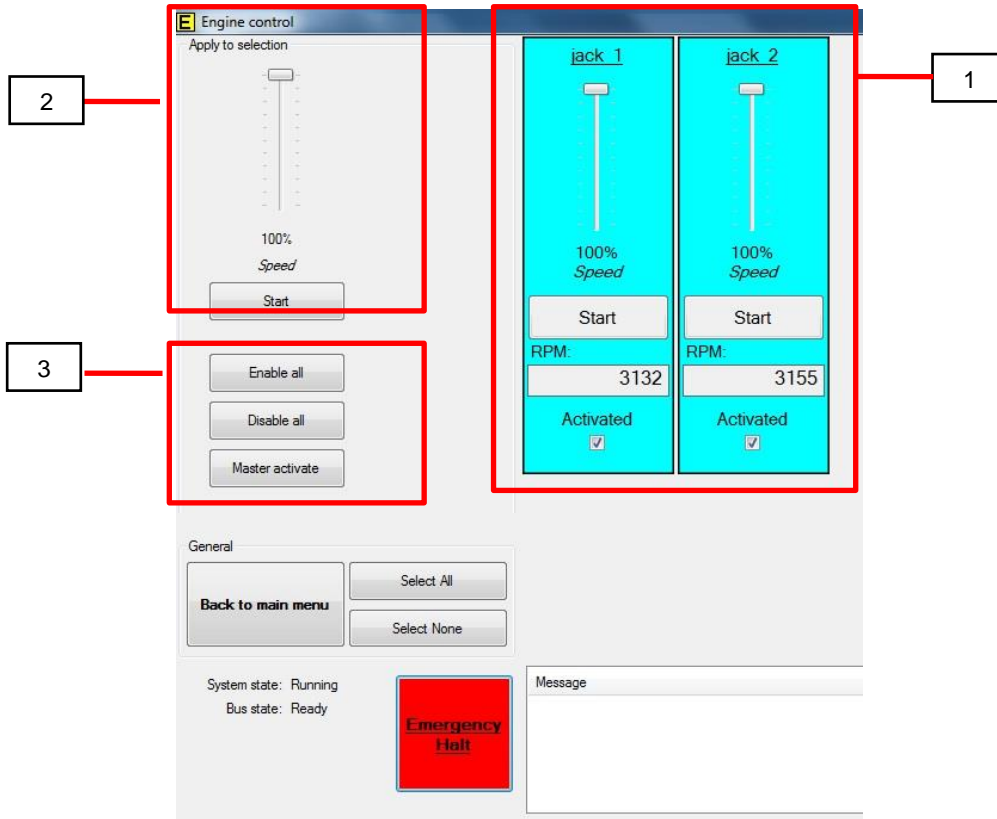 E Engine control
Apply to selection
100%
Speed
Start
Enable all
Disable all
Master activate
jack_1
100%
Speed
Start
RPM:
3132
Activated
jack_2
100%
Speed
Start
RPM:
3155
Activated
1
2
3
General
Back to main menu
Select All
Select None
System state: Running
Bus state: Ready
Emergency
Halt
Message